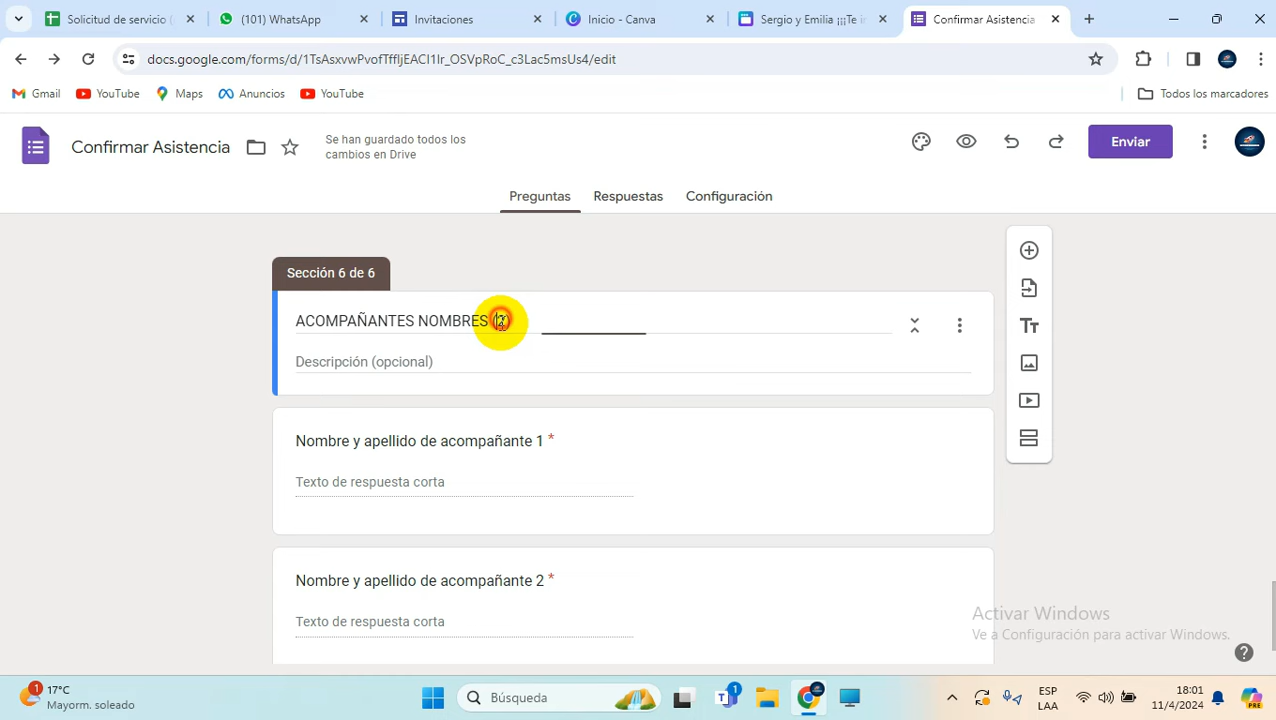 Solicitud de servicio (
(101) WhatsApp
Invitaciones
Inicio - Canva
Sergio y Emilia ¡¡¡Te i
Confirmar Asistencia
docs.google.com/forms/d/1TsAsxvwPvofTffljEACI1Ir_OSVpRoC_c3Lac5msUs4/edit
Gmail
YouTube
Maps
Anuncios
YouTube
Todos los marcadores
Confirmar Asistencia
Se han guardado todos los
cambios en Drive
Enviar
Preguntas
Respuestas
Configuración
Sección 6 de 6
ACOMPAÑANTES NOMBRES
Descripción (opcional)
Nombre y apellido de acompañante 1 *
Texto de respuesta corta
Nombre y apellido de acompañante 2 *
Texto de respuesta corta
Activar Windows
Ve a Configuración para activar Windows.
1
17°C
Mayorm. soleado
Búsqueda
1
ESP
LAA
18:01
11/4/2024
PRE